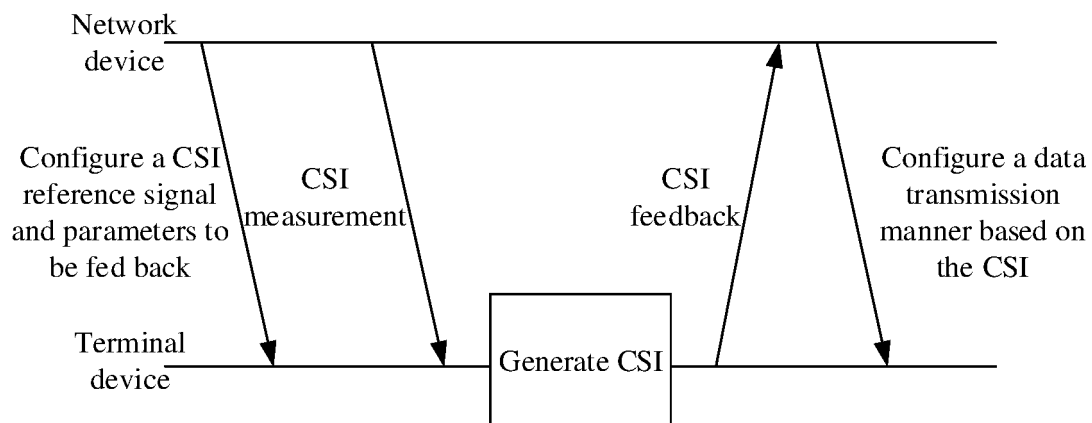 Network
device
Configure a CSI
reference signal
and parameters to
be fed back
CSI
measurement
CSI
feedback
Configure a data
transmission
manner based on
the CSI
Terminal
device
Generate CSI